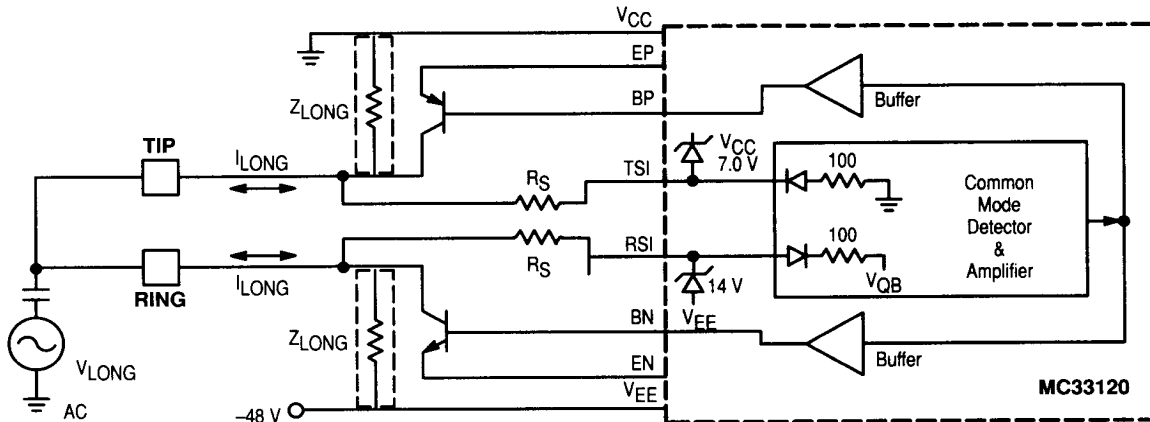 VCC
EP
ZLONG
BP
Buffer
TIP
ILONG
VCC
7.0 V
100
RS
TSI
Common
Mode
Detector
&
Amplifier
RSI
100
RS
ILONG
14 V
VQB
RING
VEE
BN
ZLONG
Buffer
VLONG
EN
VEE
MC33120
AC
–48 V